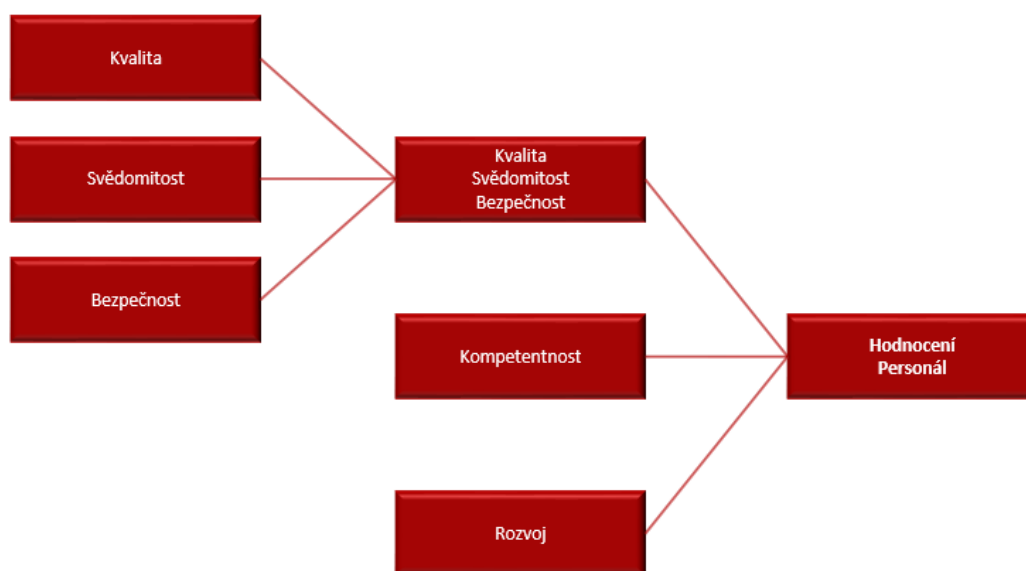 Kvalita
Svědomitost
Bezpečnost
Kvalita
Svědomitost
Bezpečnost
Kompetentnost
Rozvoj
Hodnocení
Personál